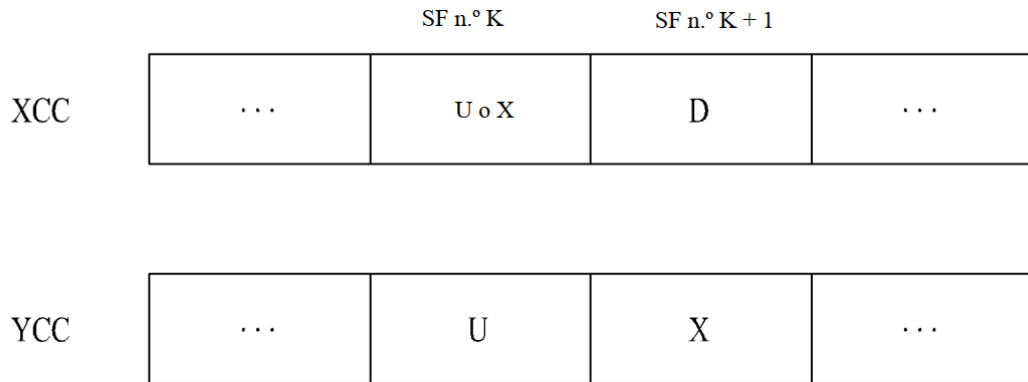 SF n.º K SF n.º K + 1
XCC ... U o X D ...
YCC ... U X ...